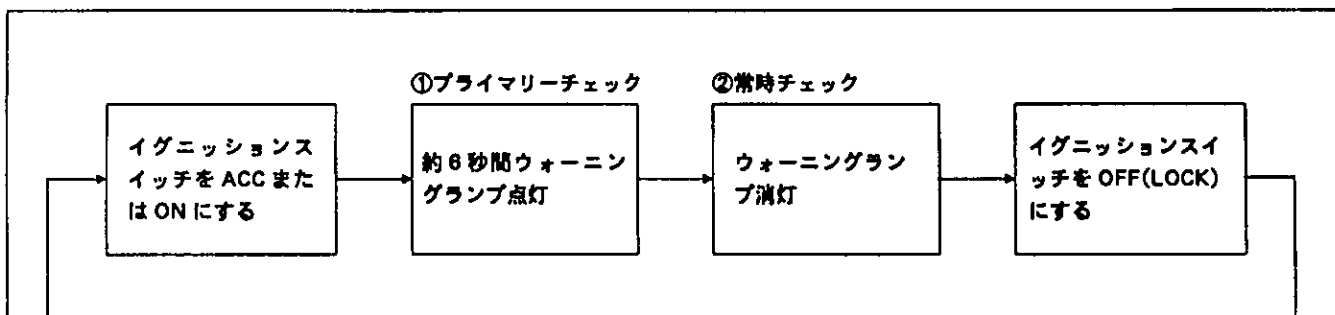 ①プライマリーチェック
②常時チェック
イグニッションス
イッチを ACC また
は ON にする
約 6 秒間ウォーニン
グランプ点灯
ウォーニングラン
プ消灯
イグニッションスイ
ッチを OFF(LOCK)
にする